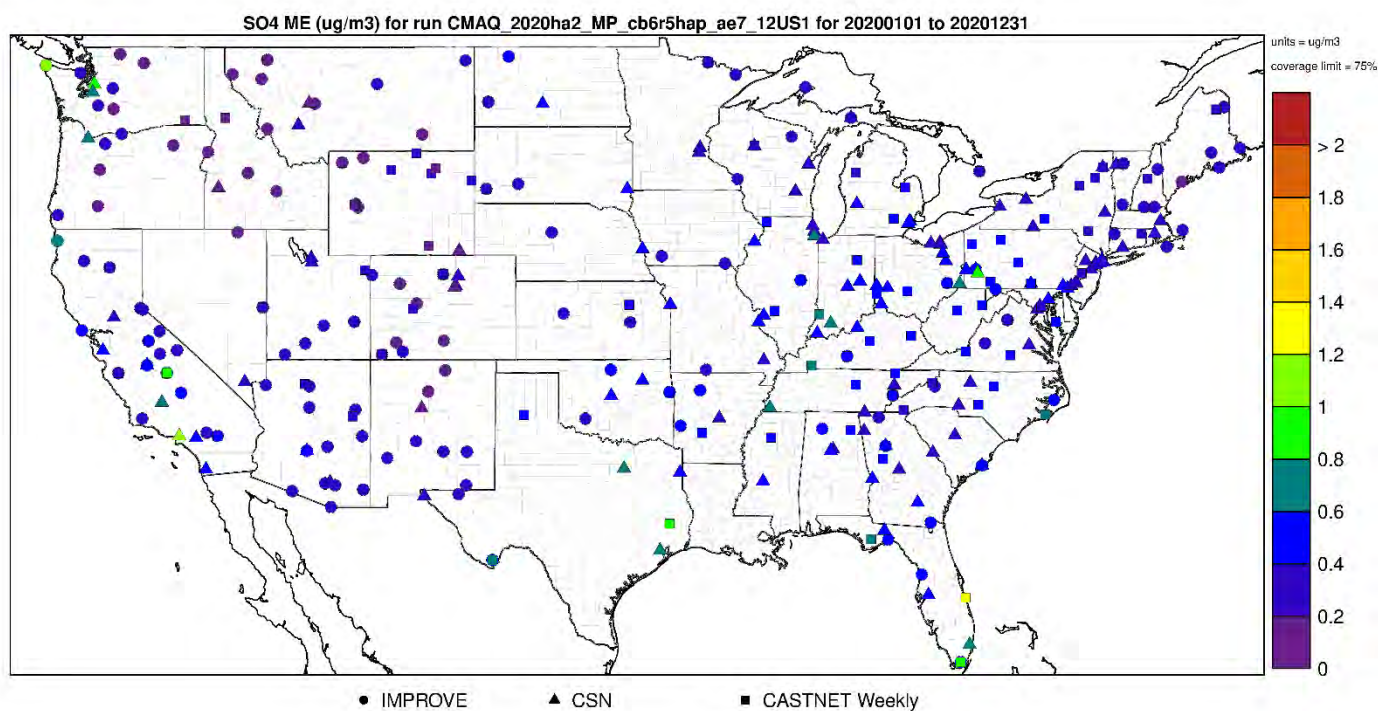 SO4 ME (ug/m3) for run CMAQ_2020ha2_MP_cb6r5hap_ae7_12US1 for 20200101 to 20201231
units = ug/m3
coverage limit = 75%
> 2
1.8
1.6
1.4
1.2
1
0.8
0.6
0.4
0.2
0
IMPROVE CSN CASTNET Weekly